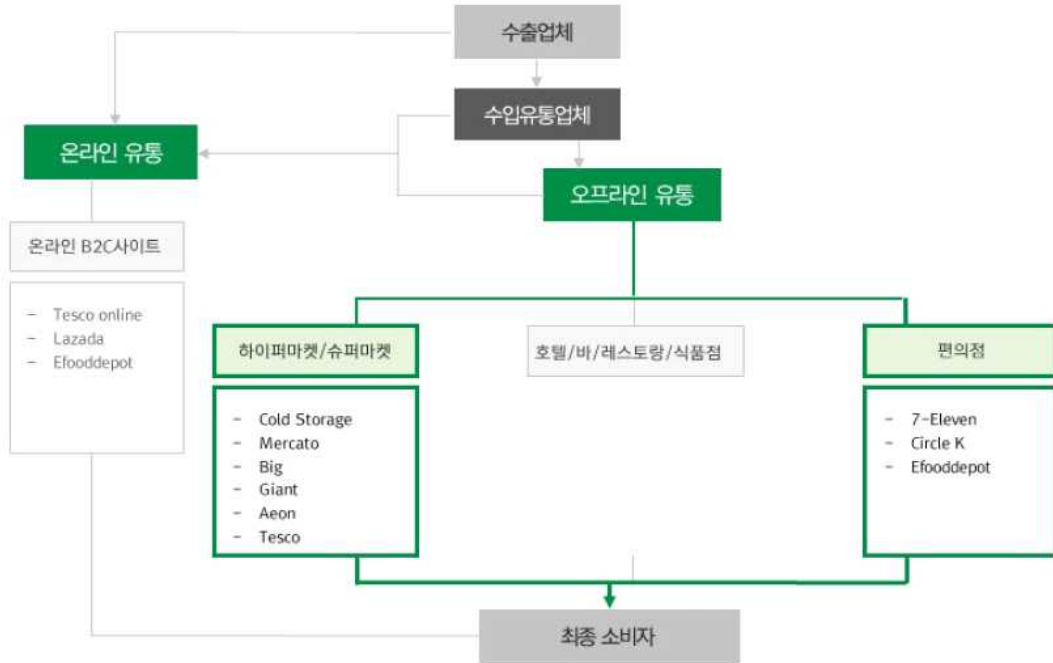 수출업체
수입유통업체
온라인 유통
오프라인 유통
온라인 B2C사이트
- Tesco online
- Lazada
- Efooddepot
하이퍼마켓/슈퍼마켓
- Cold Storage
- Mercato
- Big
- Giant
- Aeon
- Tesco
호텔/바/레스토랑/식품점
편의점
- 7-Eleven
- Circle K
- Efooddepot
최종 소비자